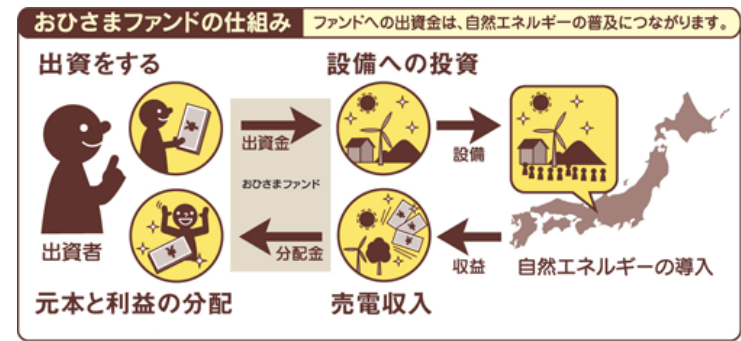 おひさまファンドの仕組み
ファンドへの出資金は、自然エネルギーの普及につながります。
出資をする
設備への投資
出資金
設備
おひさまファンド
分配金
収益
出資者
自然エネルギーの導入
元本と利益の分配
売電収入